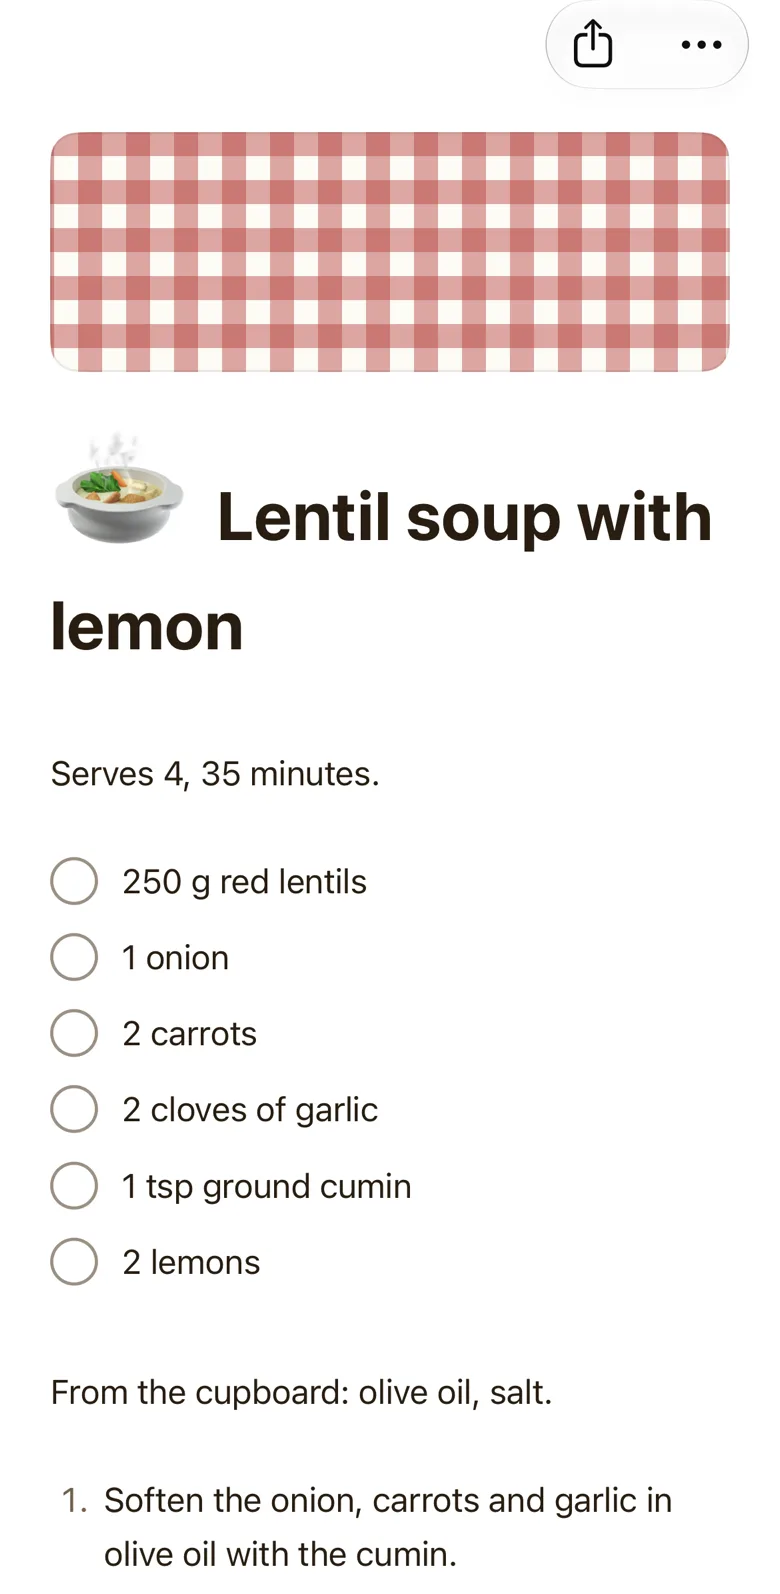 Lentil soup with
lemon
Serves 4, 35 minutes.
250 g red lentils
1 onion
2 carrots
2 cloves of garlic
1 tsp ground cumin
2 lemons
From the cupboard: olive oil, salt.
1. Soften the onion, carrots and garlic in
olive oil with the cumin.